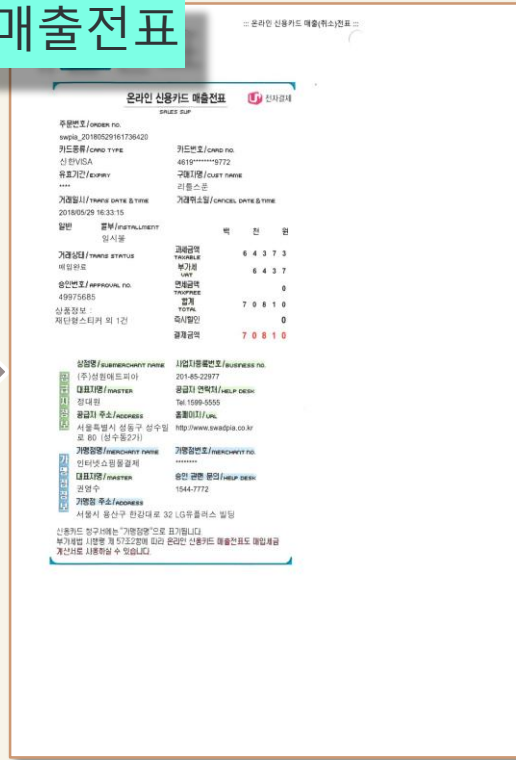 매출전표
::: 온라인 신용카드 매출(취소)전표 :::
온라인 신용카드 매출전표
전자결제
SALES SLIP
주문번호/ORDER NO.
swpia_20180529161736420
카드종류/CARD TYPE 카드번호/CARD NO.
신한VISA 4619********9772
유효기간/EXPIRY 구매자명/CUST NAME
**** 리플스푼
거래일시/TRANS DATE & TIME 거래취소일/CANCEL DATE & TIME
2018/05/29 16:33:15
일반 할부/INSTALLMENT 백 천 원
일시불
거래상태/TRANS STATUS 과세금액 TAXABLE 6 4 3 7 3
매입완료 부가세 VAT 6 4 3 7
승인번호/APPROVAL NO. 면세금액 TAXFREE 0
49975685 합계 TOTAL 7 0 8 1 0
상품정보 : 즉시할인 0
재단형스티커 외 1건
결제금액 7 0 8 1 0
상점명/SUBMERCHANT NAME 사업자등록번호/BUSINESS NO.
(주)성원애드피아 201-85-22977
대표자명/MASTER 공급자 연락처/HELP DESK
정대원 Tel.1599-5555
공급자 주소/ADDRESS 홈페이지/URL
서울특별시 성동구 성수일 http://www.swadpia.co.kr
로 80 (성수동2가)
가맹점명/MERCHANT NAME 가맹점번호/MERCHANT NO.
인터넷쇼핑몰결제 ********
대표자명/MASTER 승인 관련 문의/HELP DESK
권영수 1544-7772
가맹점 주소/ADDRESS
서울시 용산구 한강대로 32 LG유플러스 빌딩
신용카드 청구서에는 "가맹점명"으로 표기됩니다.
부가세법 시행령 제 57조2항에 따라 온라인 신용카드 매출전표도 매입세금
계산서로 사용하실 수 있습니다.